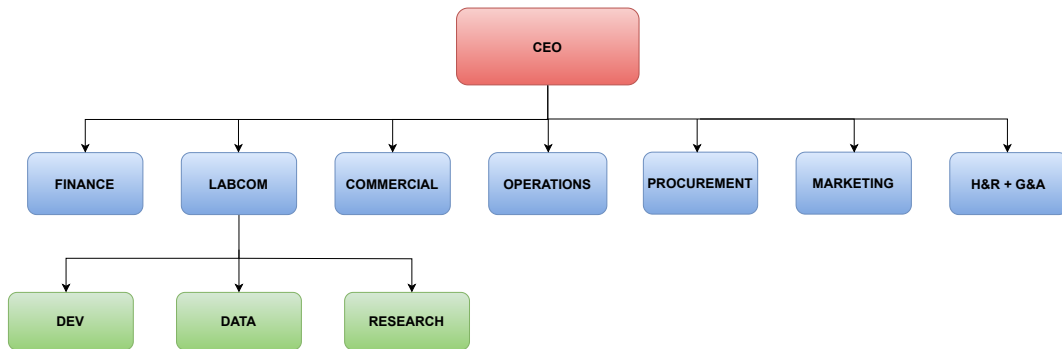 CEO
FINANCE
LABCOM
COMMERCIAL
OPERATIONS
PROCUREMENT
MARKETING
H&R + G&A
DEV
DATA
RESEARCH